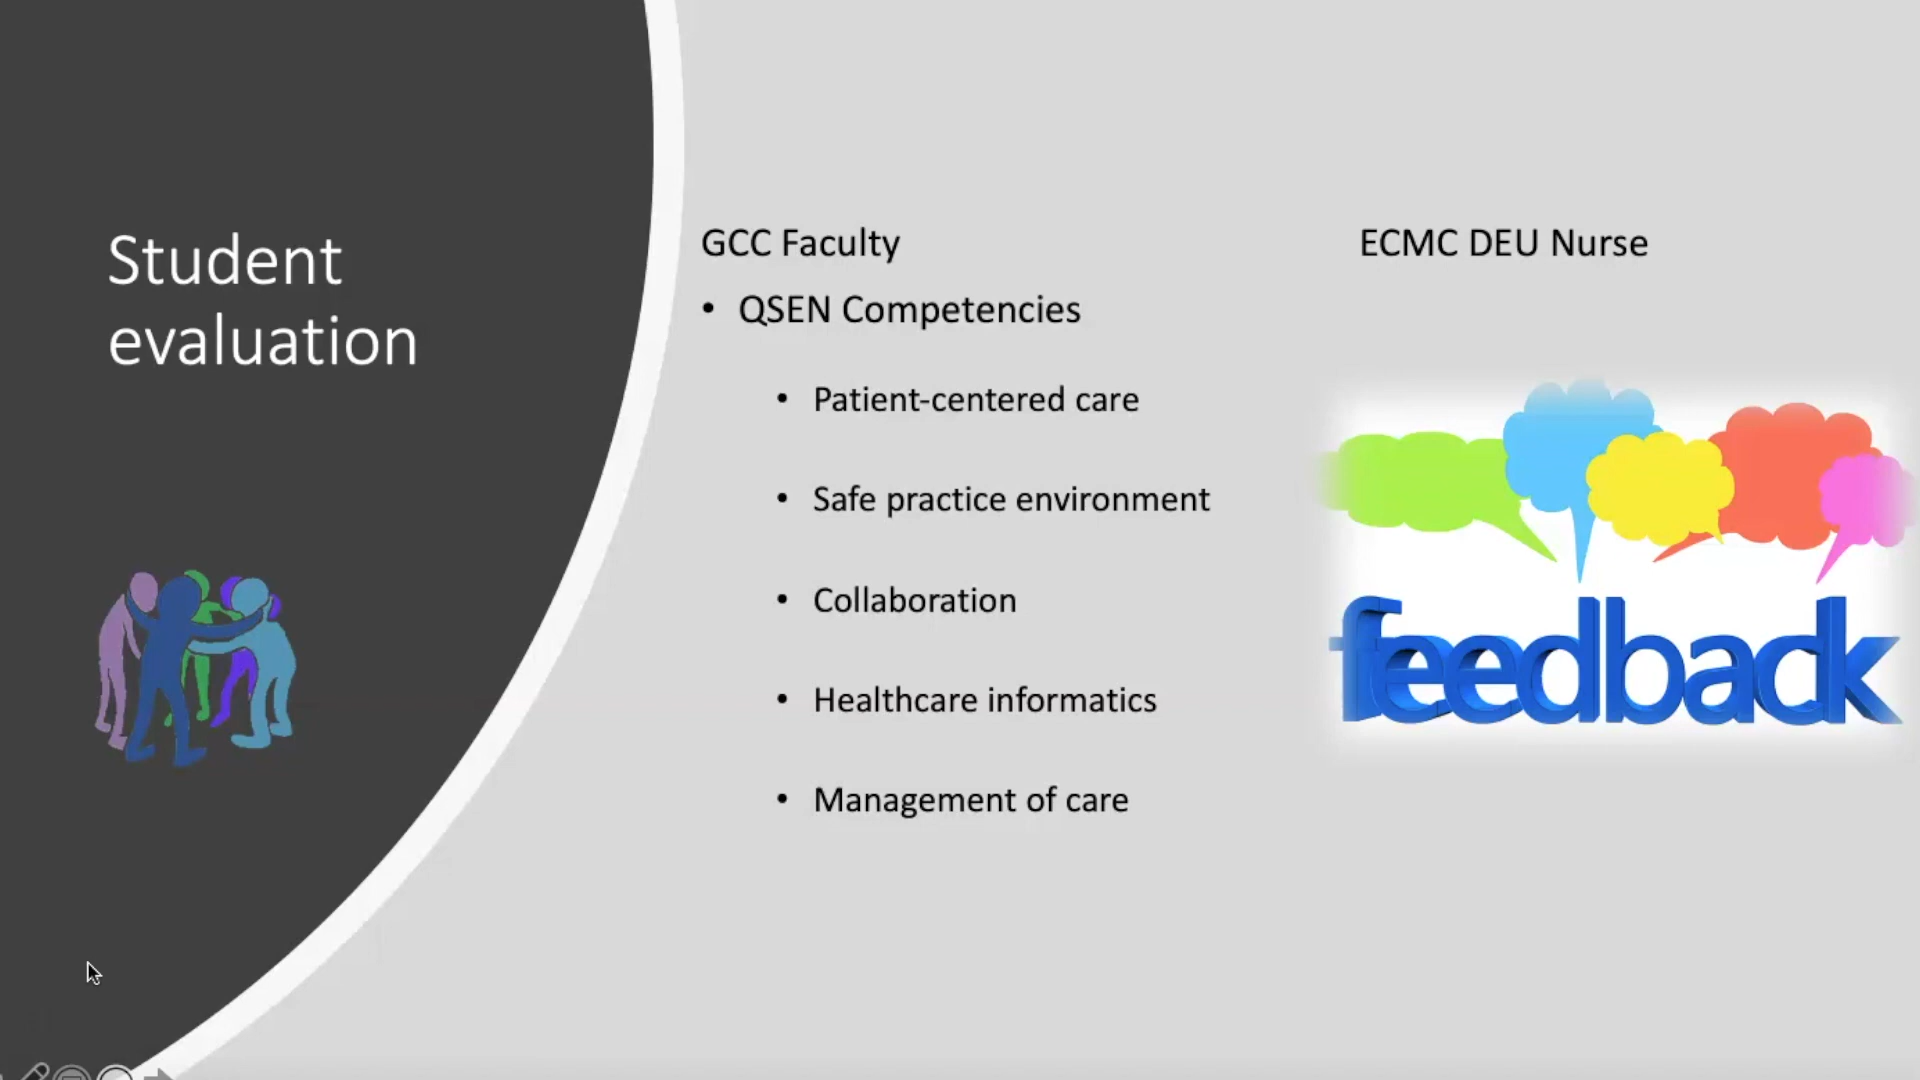 Student
evaluation
GCC Faculty
• QSEN Competencies
• Patient-centered care
• Safe practice environment
• Collaboration
• Healthcare informatics
• Management of care
ECMC DEU Nurse
feedback